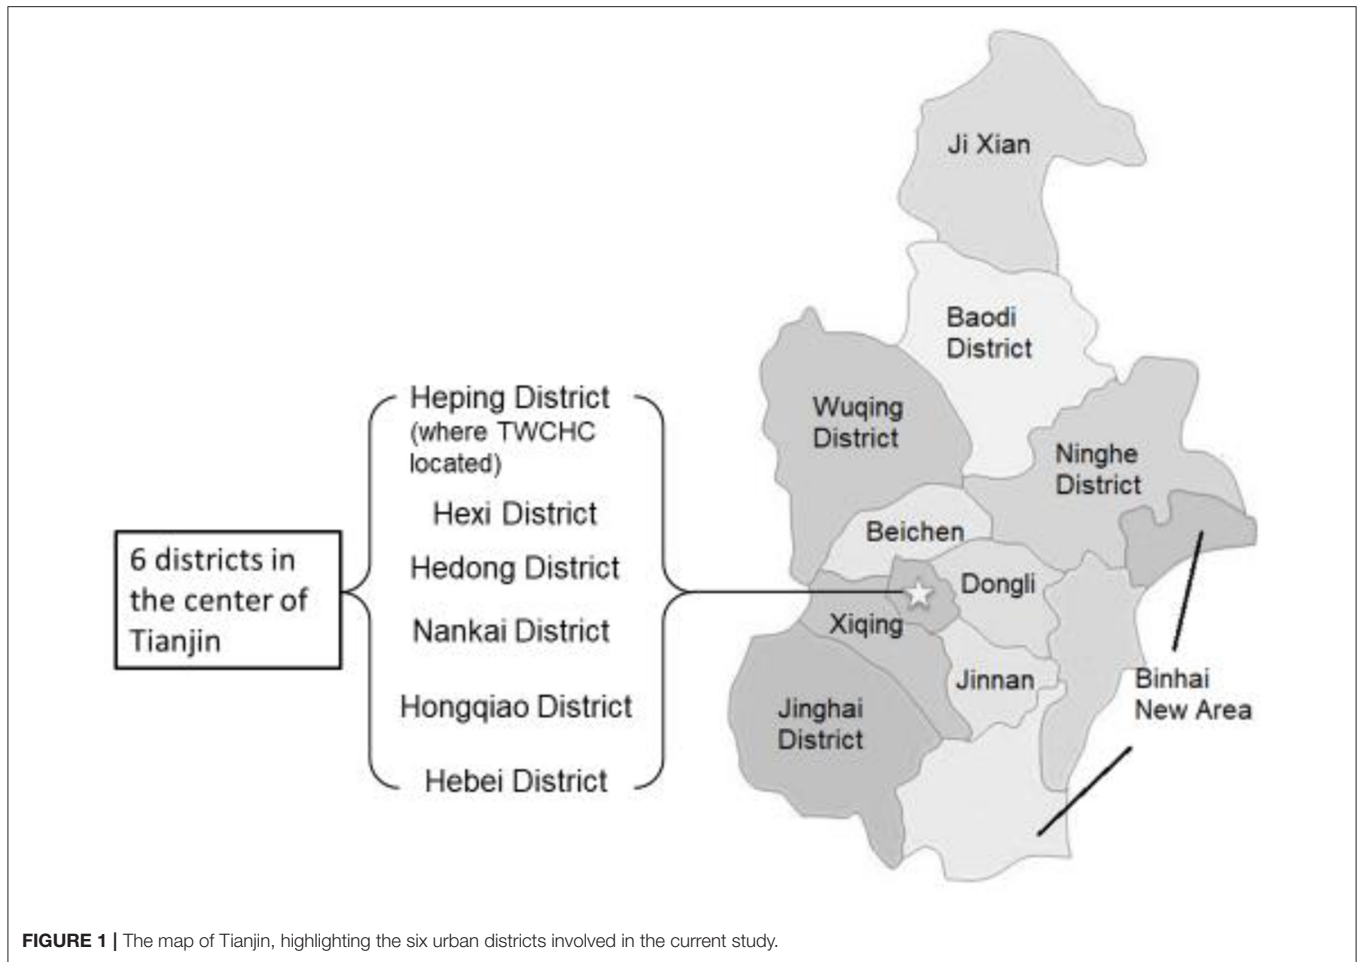 6 districts in
the center of
Tianjin
Heping District
(where TWCHC
located)
Hexi District
Hedong District
Nankai District
Hongqiao District
Hebei District
Ji Xian
Baodi
District
Wuqing
District
Ninghe
District
Beichen
Dongli
Xiqing
Jinnan
Binhai
New Area
Jinghai
District
FIGURE 1 | The map of Tianjin, highlighting the six urban districts involved in the current study.